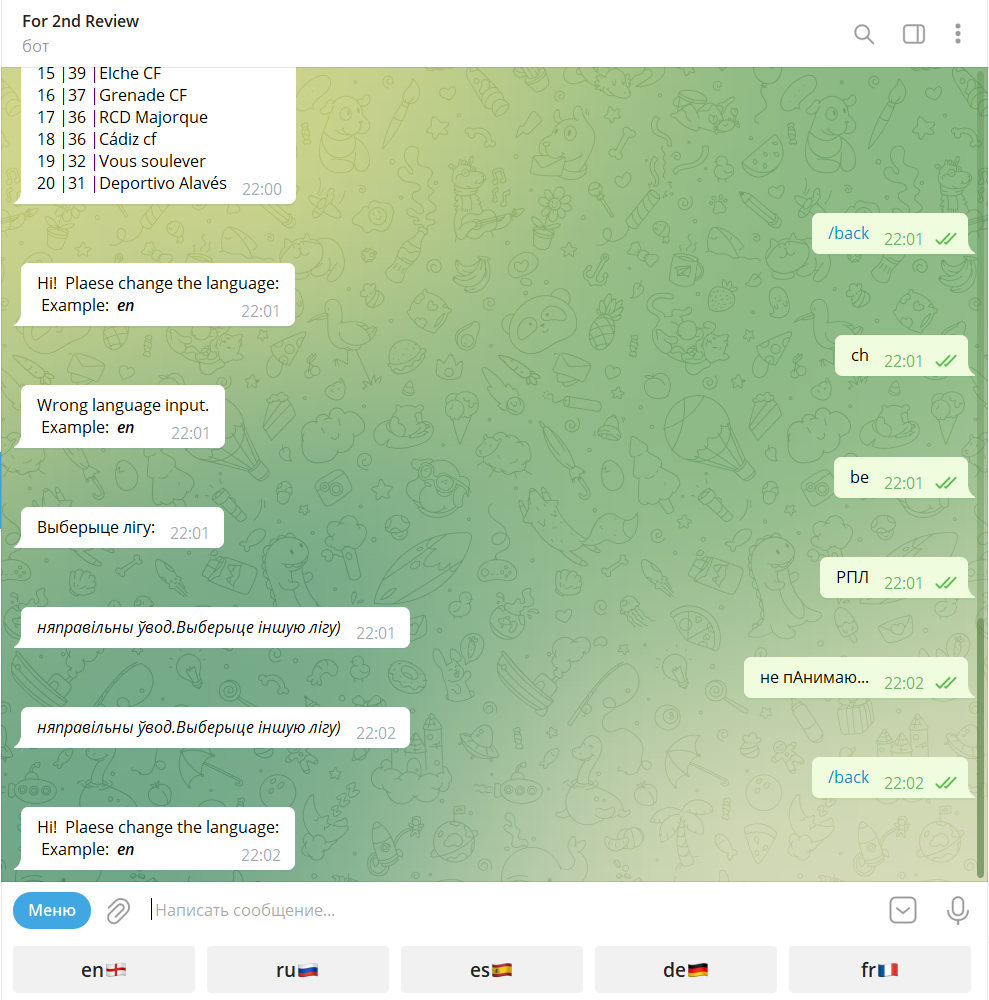 For 2nd Review
бот
15 |39 |Elche CF
16 |37 |Grenade CF
17 |36 |RCD Majorque
18 |36 |Cádiz cf
19 |32 |Vous soulever
20 |31 |Deportivo Alavés 22:00
/back 22:01
Hi! Plaese change the language:
Example: en 22:01
ch 22:01
Wrong language input.
Example: en 22:01
be 22:01
Выберыце лігу: 22:01
РПЛ 22:01
няправільны ўвод.Выберыце іншую лігу) 22:01
не пАнимаю... 22:02
няправільны ўвод.Выберыце іншую лігу) 22:02
/back 22:02
Hi! Plaese change the language:
Example: en 22:02
Меню Написать сообщение...
en🏴󠁧󠁢󠁥󠁮󠁧󠁿 ru🇷🇺 es🇪🇸 de🇩🇪 fr🇫🇷